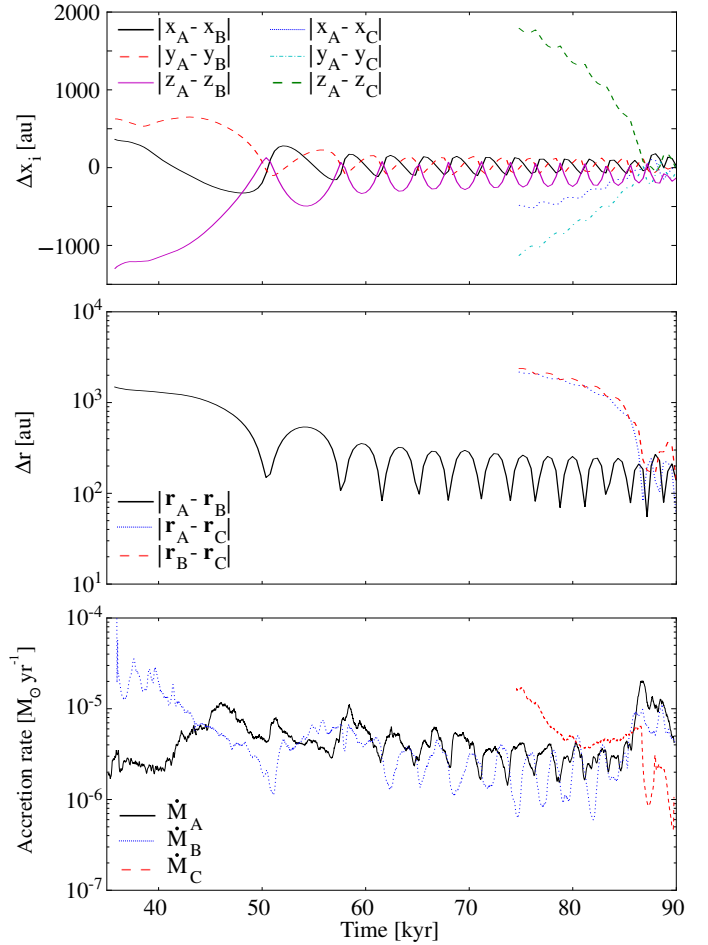 2000
1000
0
−1000
Δx_i [au]
|x_A - x_B|
|y_A - y_B|
|z_A - z_B|
|x_A - x_C|
|y_A - y_C|
|z_A - z_C|
10^4
10^3
10^2
10^1
Δr [au]
|r_A - r_B|
|r_A - r_C|
|r_B - r_C|
10^-4
10^-5
10^-6
10^-7
Accretion rate [M_⊙ yr^-1]
Ṁ_A
Ṁ_B
Ṁ_C
40 50 60 70 80 90
Time [kyr]